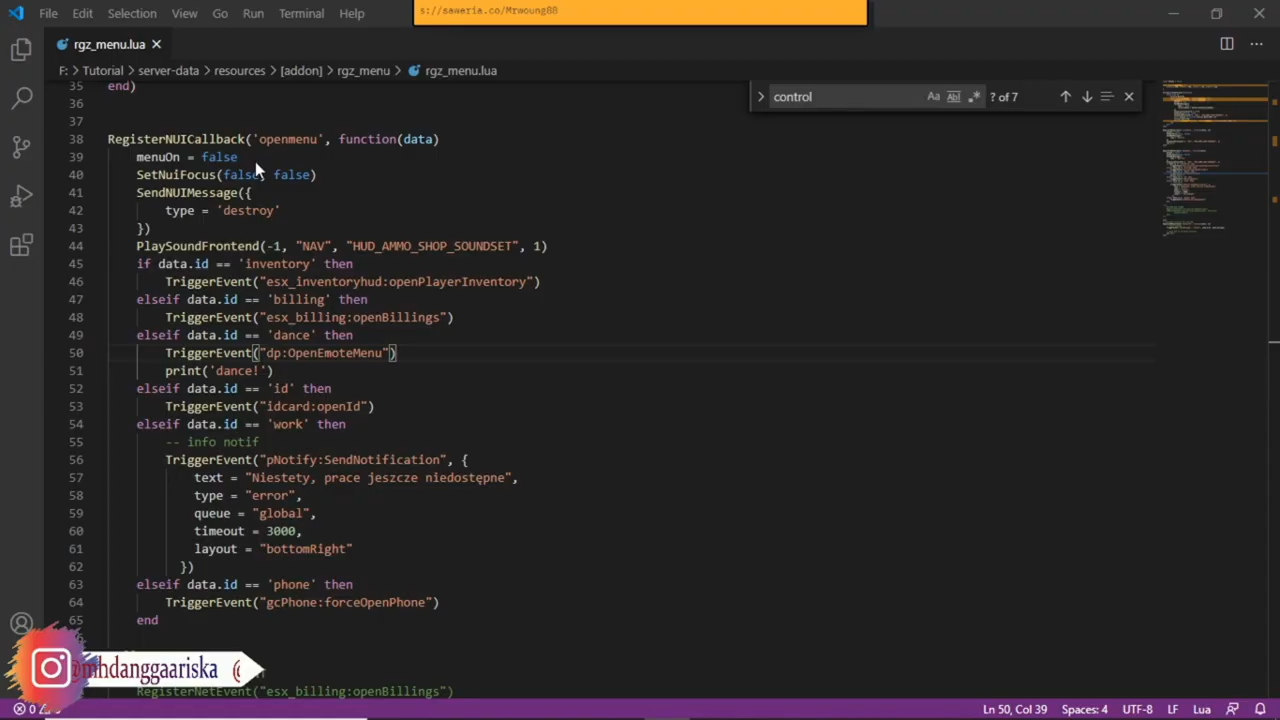 s://saweria.co/Mrwoung88
File Edit Selection View Go Run Terminal Help
rgz_menu.lua
F: > Tutorial > server-data > resources > [addon] > rgz_menu > rgz_menu.lua
control
Aa ab .* ? of 7
35 end)
36
37
38 RegisterNUICallback('openmenu', function(data)
39 menuOn = false
40 SetNuiFocus(false, false)
41 SendNUIMessage({
42 type = 'destroy'
43 })
44 PlaySoundFrontend(-1, "NAV", "HUD_AMMO_SHOP_SOUNDSET", 1)
45 if data.id == 'inventory' then
46 TriggerEvent("esx_inventoryhud:openPlayerInventory")
47 elseif data.id == 'billing' then
48 TriggerEvent("esx_billing:openBillings")
49 elseif data.id == 'dance' then
50 TriggerEvent("dp:OpenEmoteMenu")
51 print('dance!')
52 elseif data.id == 'id' then
53 TriggerEvent("idcard:openId")
54 elseif data.id == 'work' then
55 -- info notif
56 TriggerEvent("pNotify:SendNotification", {
57 text = "Niestety, prace jeszcze niedostępne",
58 type = "error",
59 queue = "global",
60 timeout = 3000,
61 layout = "bottomRight"
62 })
63 elseif data.id == 'phone' then
64 TriggerEvent("gcPhone:forceOpenPhone")
65 end
@mhdanggaariska (@
RegisterNetEvent("esx_billing:openBillings")
0
Ln 50, Col 39 Spaces: 4 UTF-8 LF Lua